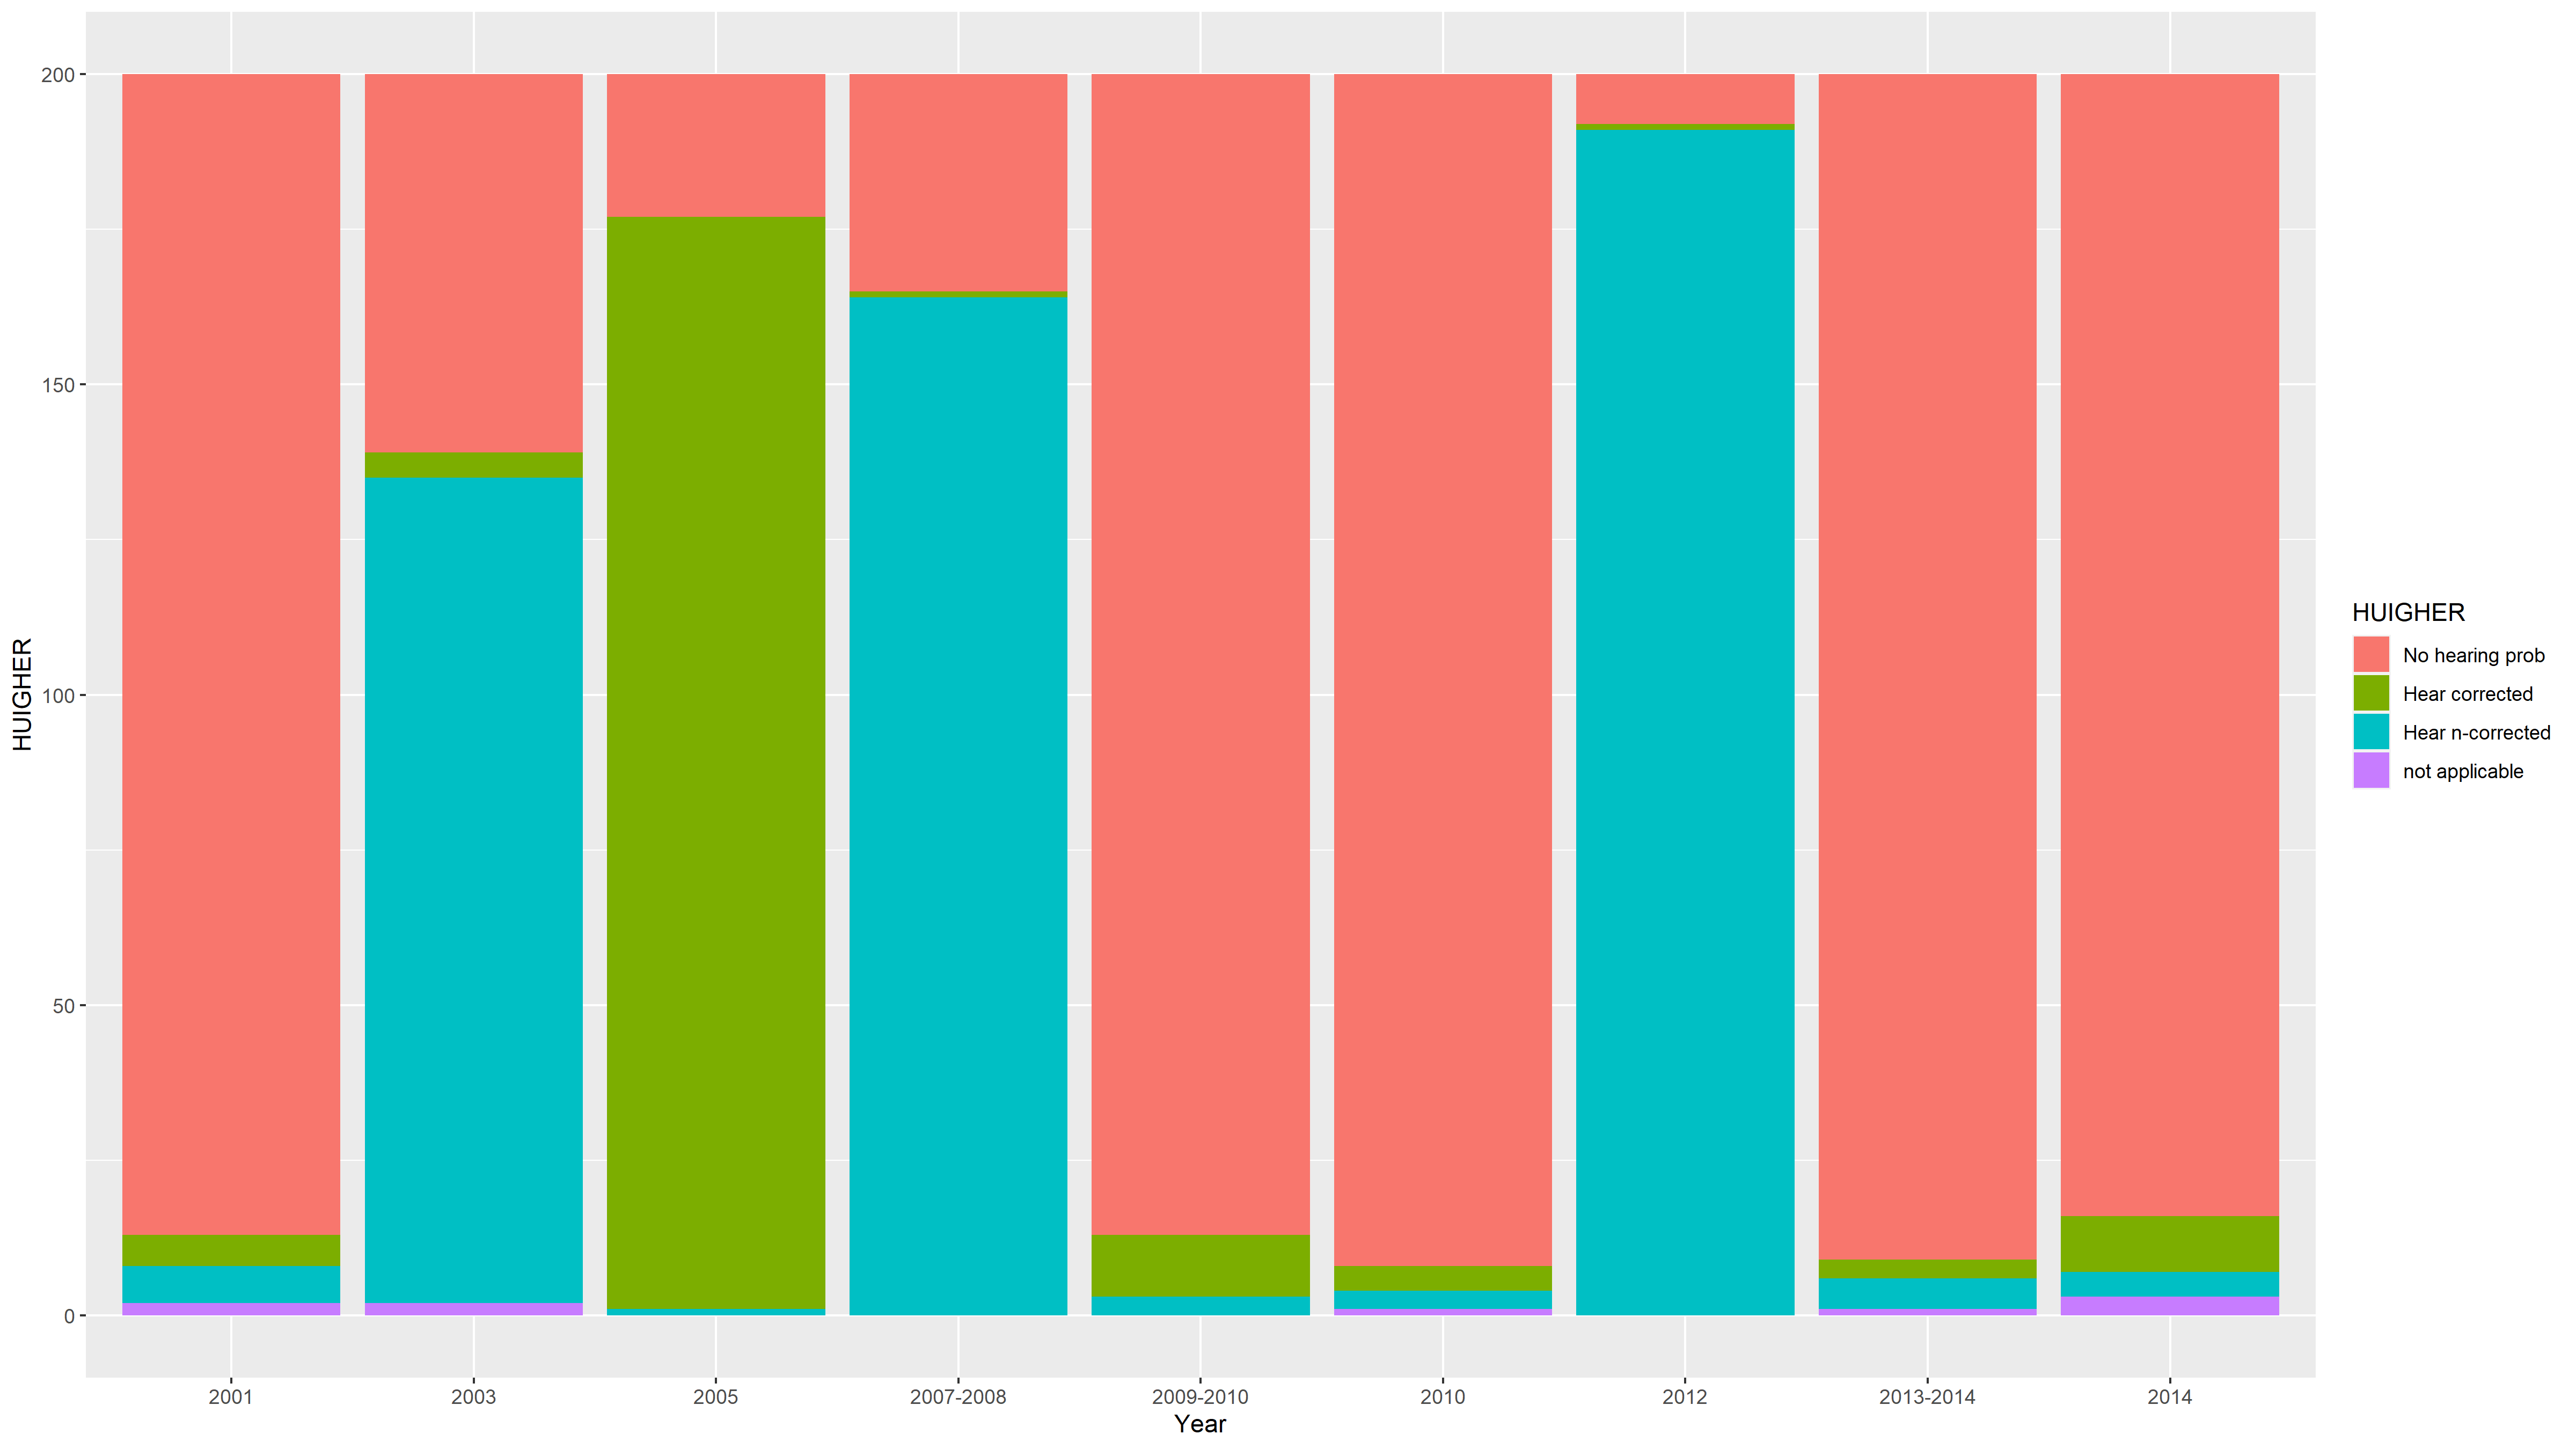 200
150
100
50
0
HUIGHER
2001 2003 2005 2007-2008 2009-2010 2010 2012 2013-2014 2014
Year
HUIGHER
No hearing prob
Hear corrected
Hear n-corrected
not applicable